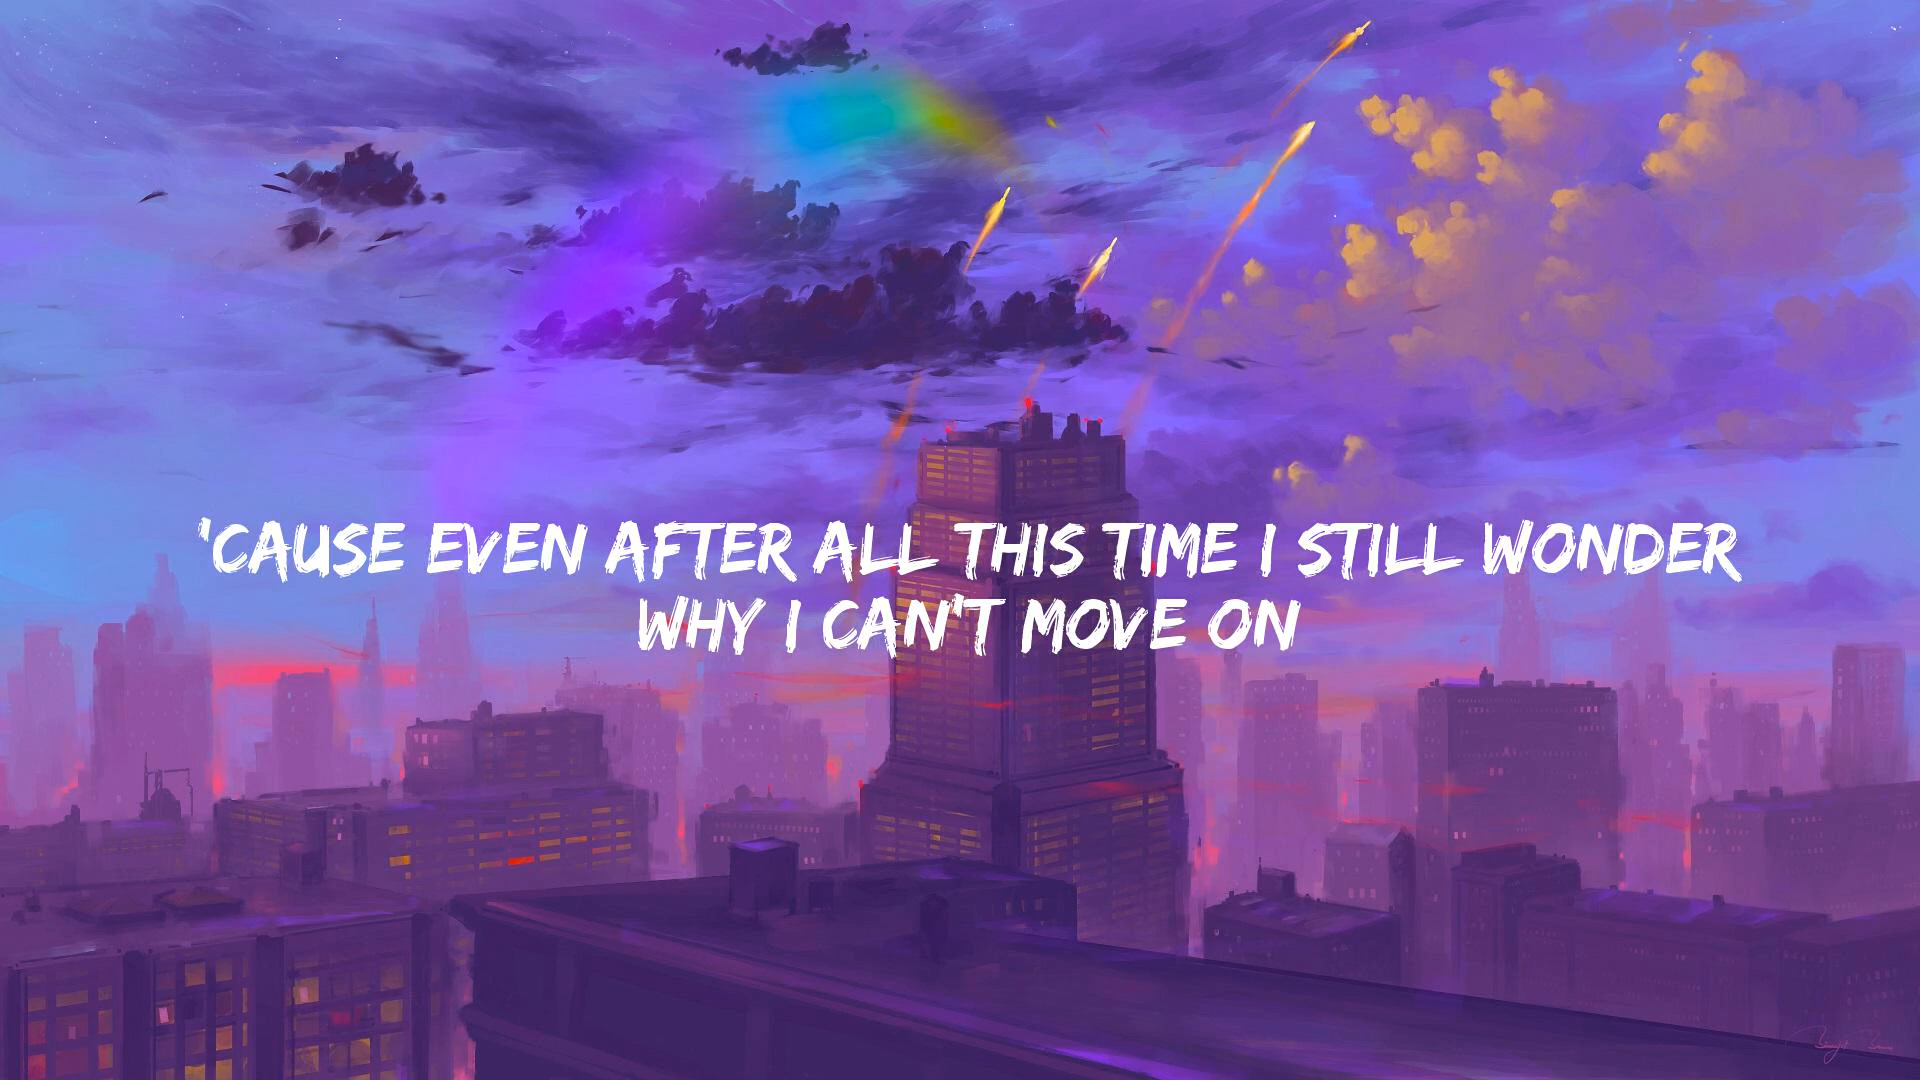 'CAUSE EVEN AFTER ALL THIS TIME I STILL WONDER
WHY I CAN'T MOVE ON